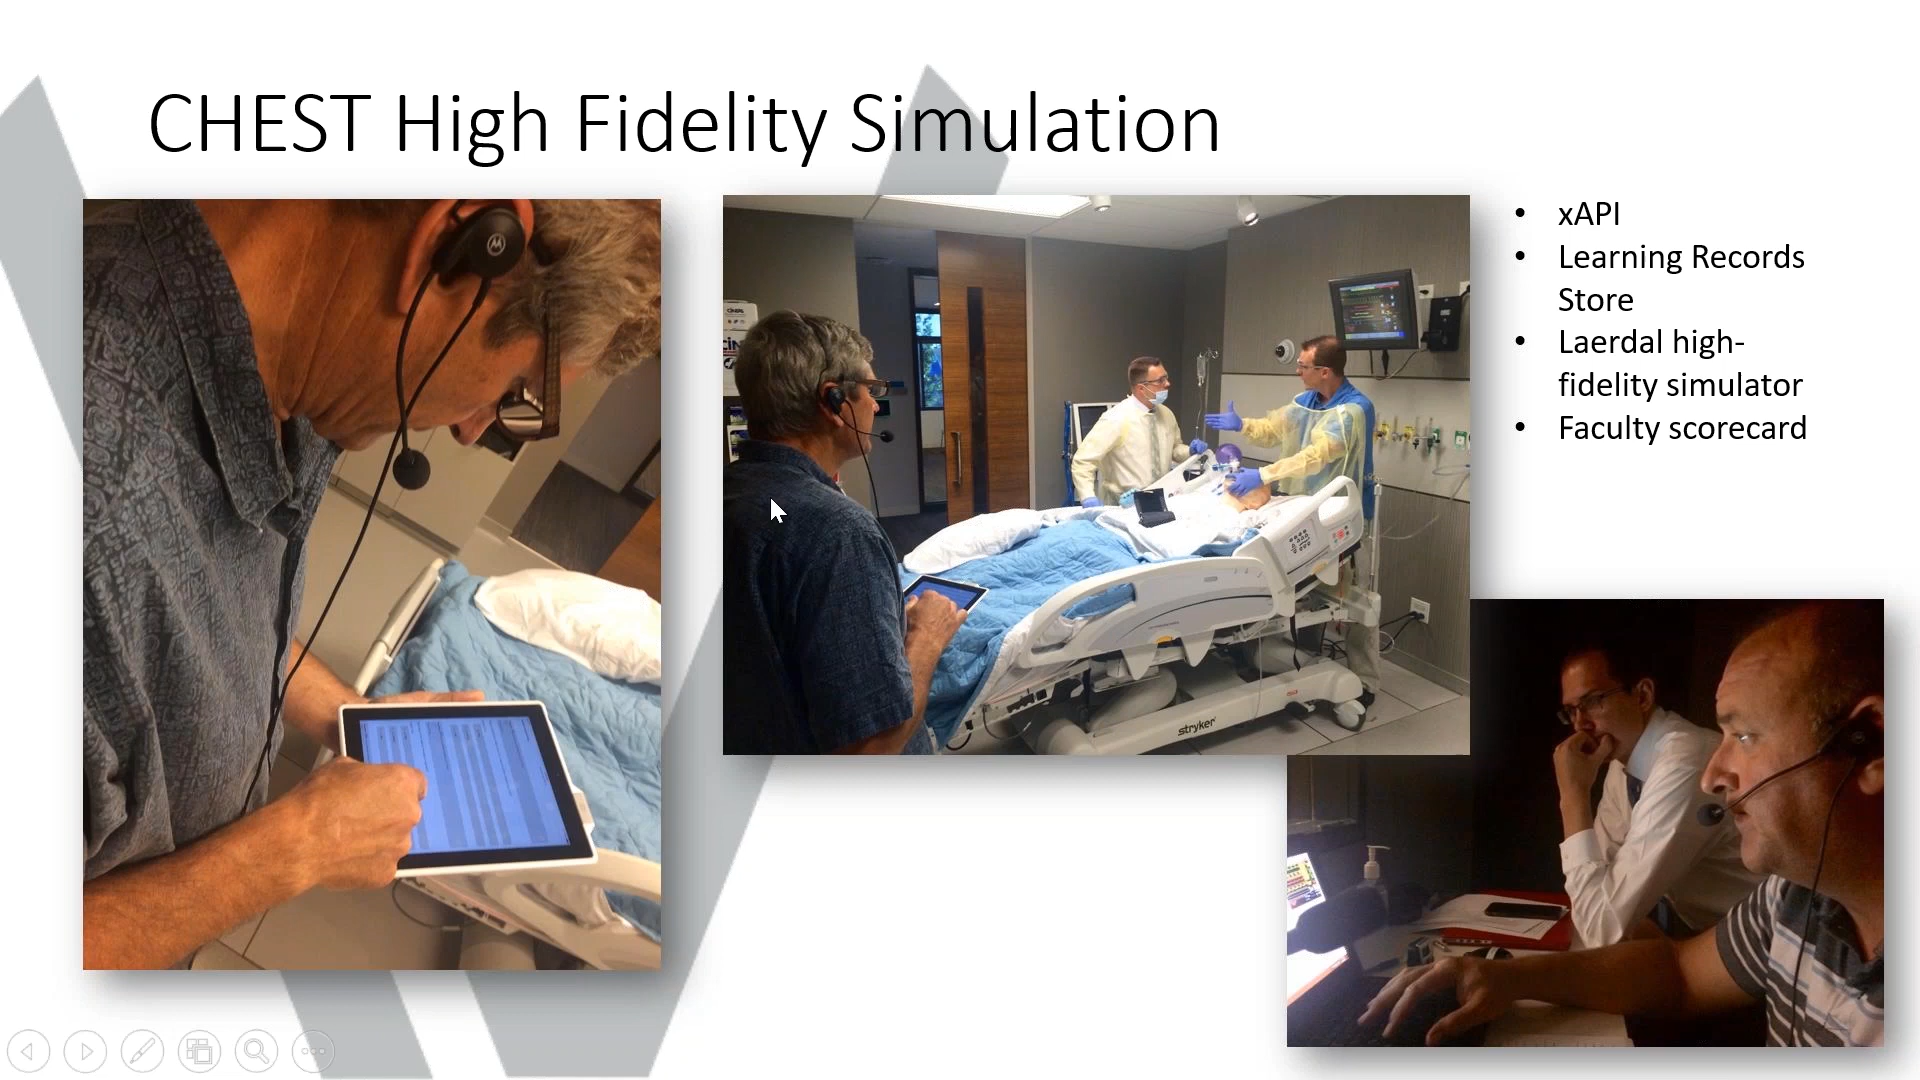 CHEST High Fidelity Simulation
• xAPI
• Learning Records
Store
• Laerdal high-
fidelity simulator
• Faculty scorecard
stryker